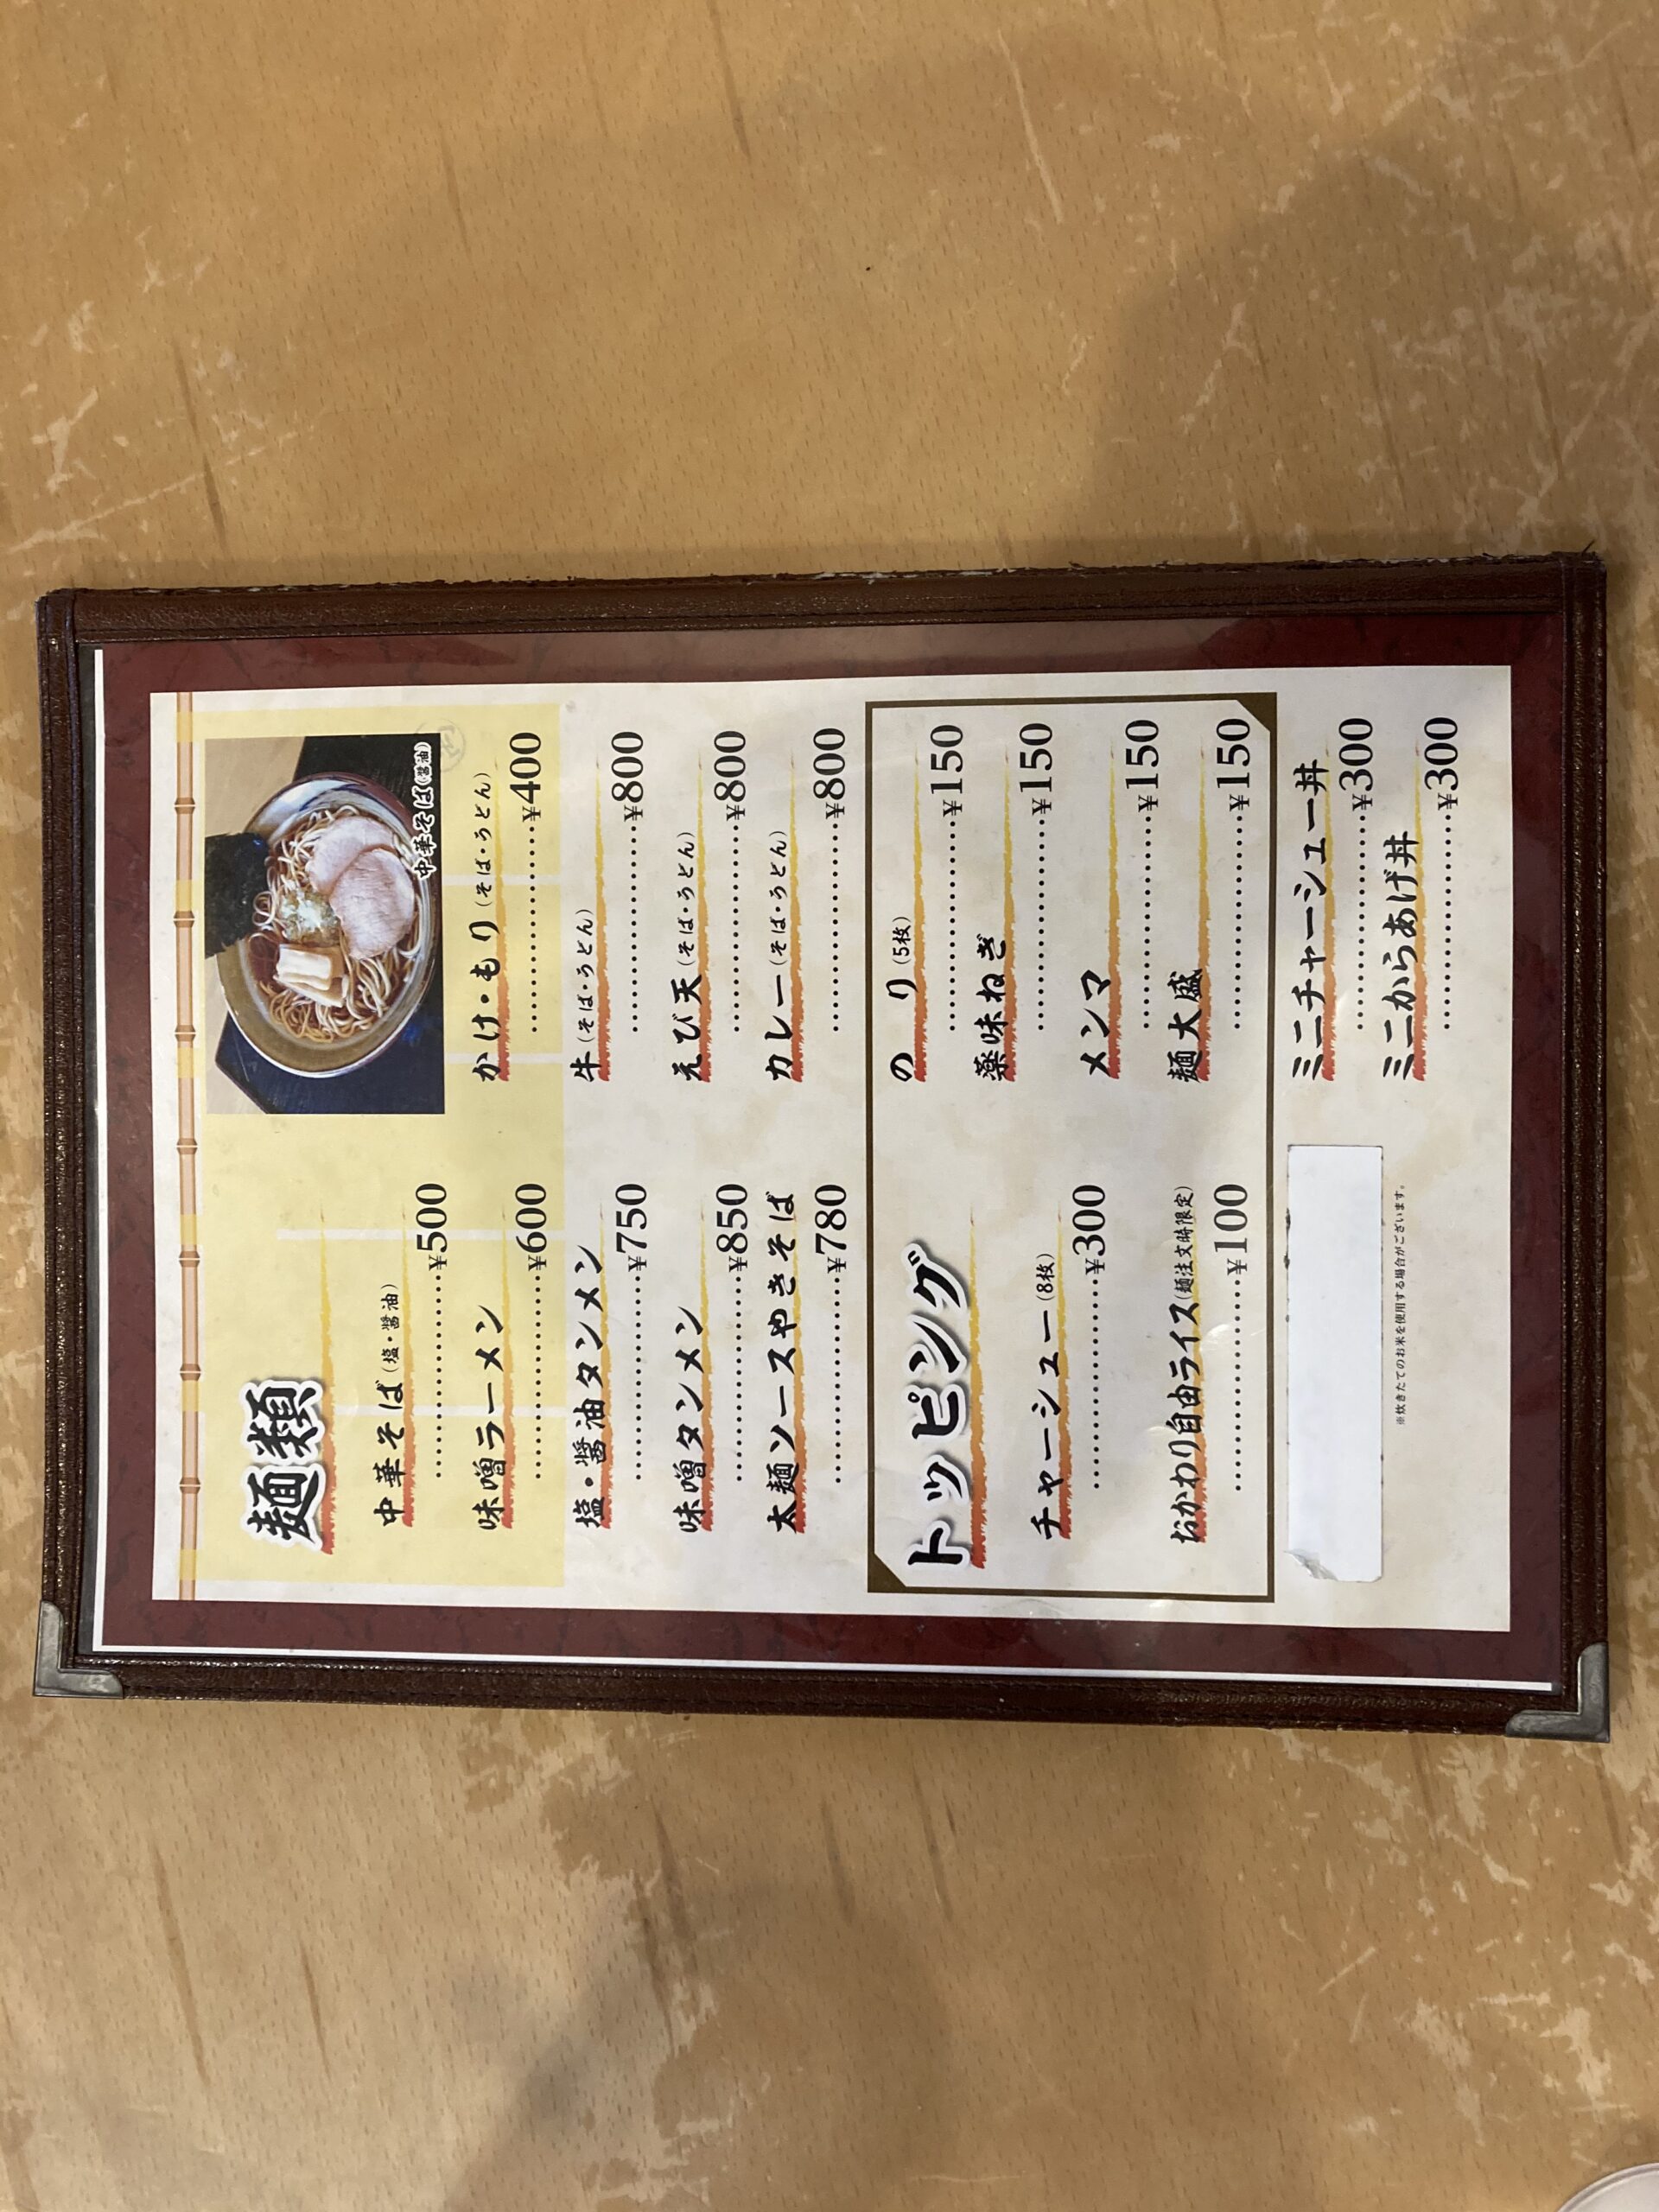 麺類
中華そば(塩・醤油)
…………¥500
味噌ラーメン
…………¥600
塩・醤油タンメン
…………¥750
味噌タンメン
…………¥850
太麺ソースやきそば
…………¥780
中華そば(醤油)
かけ・もり(そば・うどん)
…………¥400
牛(そば・うどん)
…………¥800
えび天(そば・うどん)
…………¥800
カレー(そば・うどん)
…………¥800
トッピング
チャーシュー(8枚)
…………¥300
おかわり自由ライス(麺注文時限定)
…………¥100
のり(5枚)
…………¥150
薬味ねぎ
…………¥150
メンマ
…………¥150
麺大盛
…………¥150
※炊きたてのお米を使用する場合がございます。
ミニチャーシュー丼
…………¥300
ミニからあげ丼
…………¥300